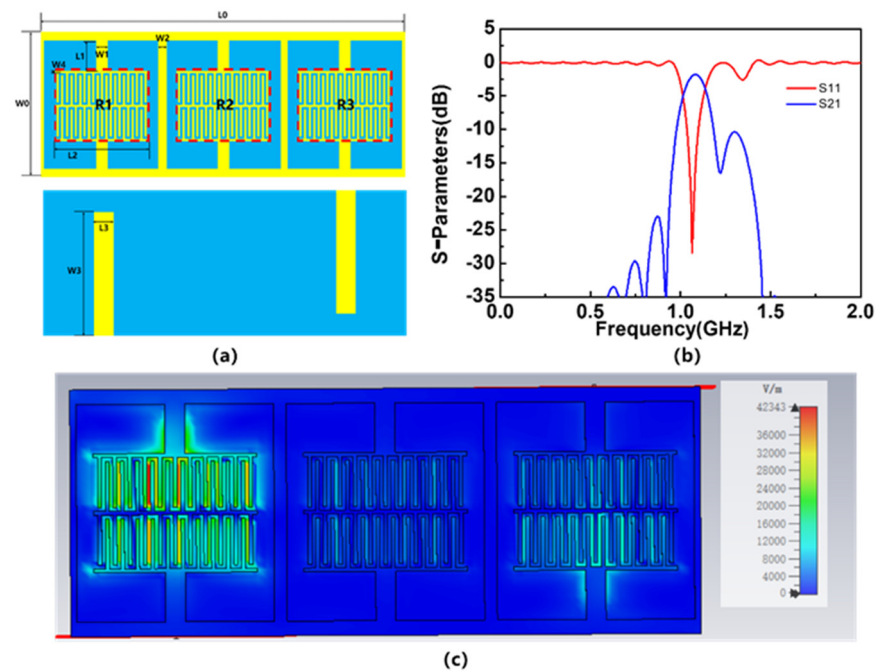 L0
W2
L1
W1
W4
W0
R1
R2
R3
L2
L3
W3
(a)
S-Parameters(dB)
5
0
-5
-10
-15
-20
-25
-30
-35
S11
S21
0.0
0.5
1.0
1.5
2.0
Frequency(GHz)
(b)
V/m
42343
36000
32000
28000
24000
20000
16000
12000
8000
4000
0
(c)